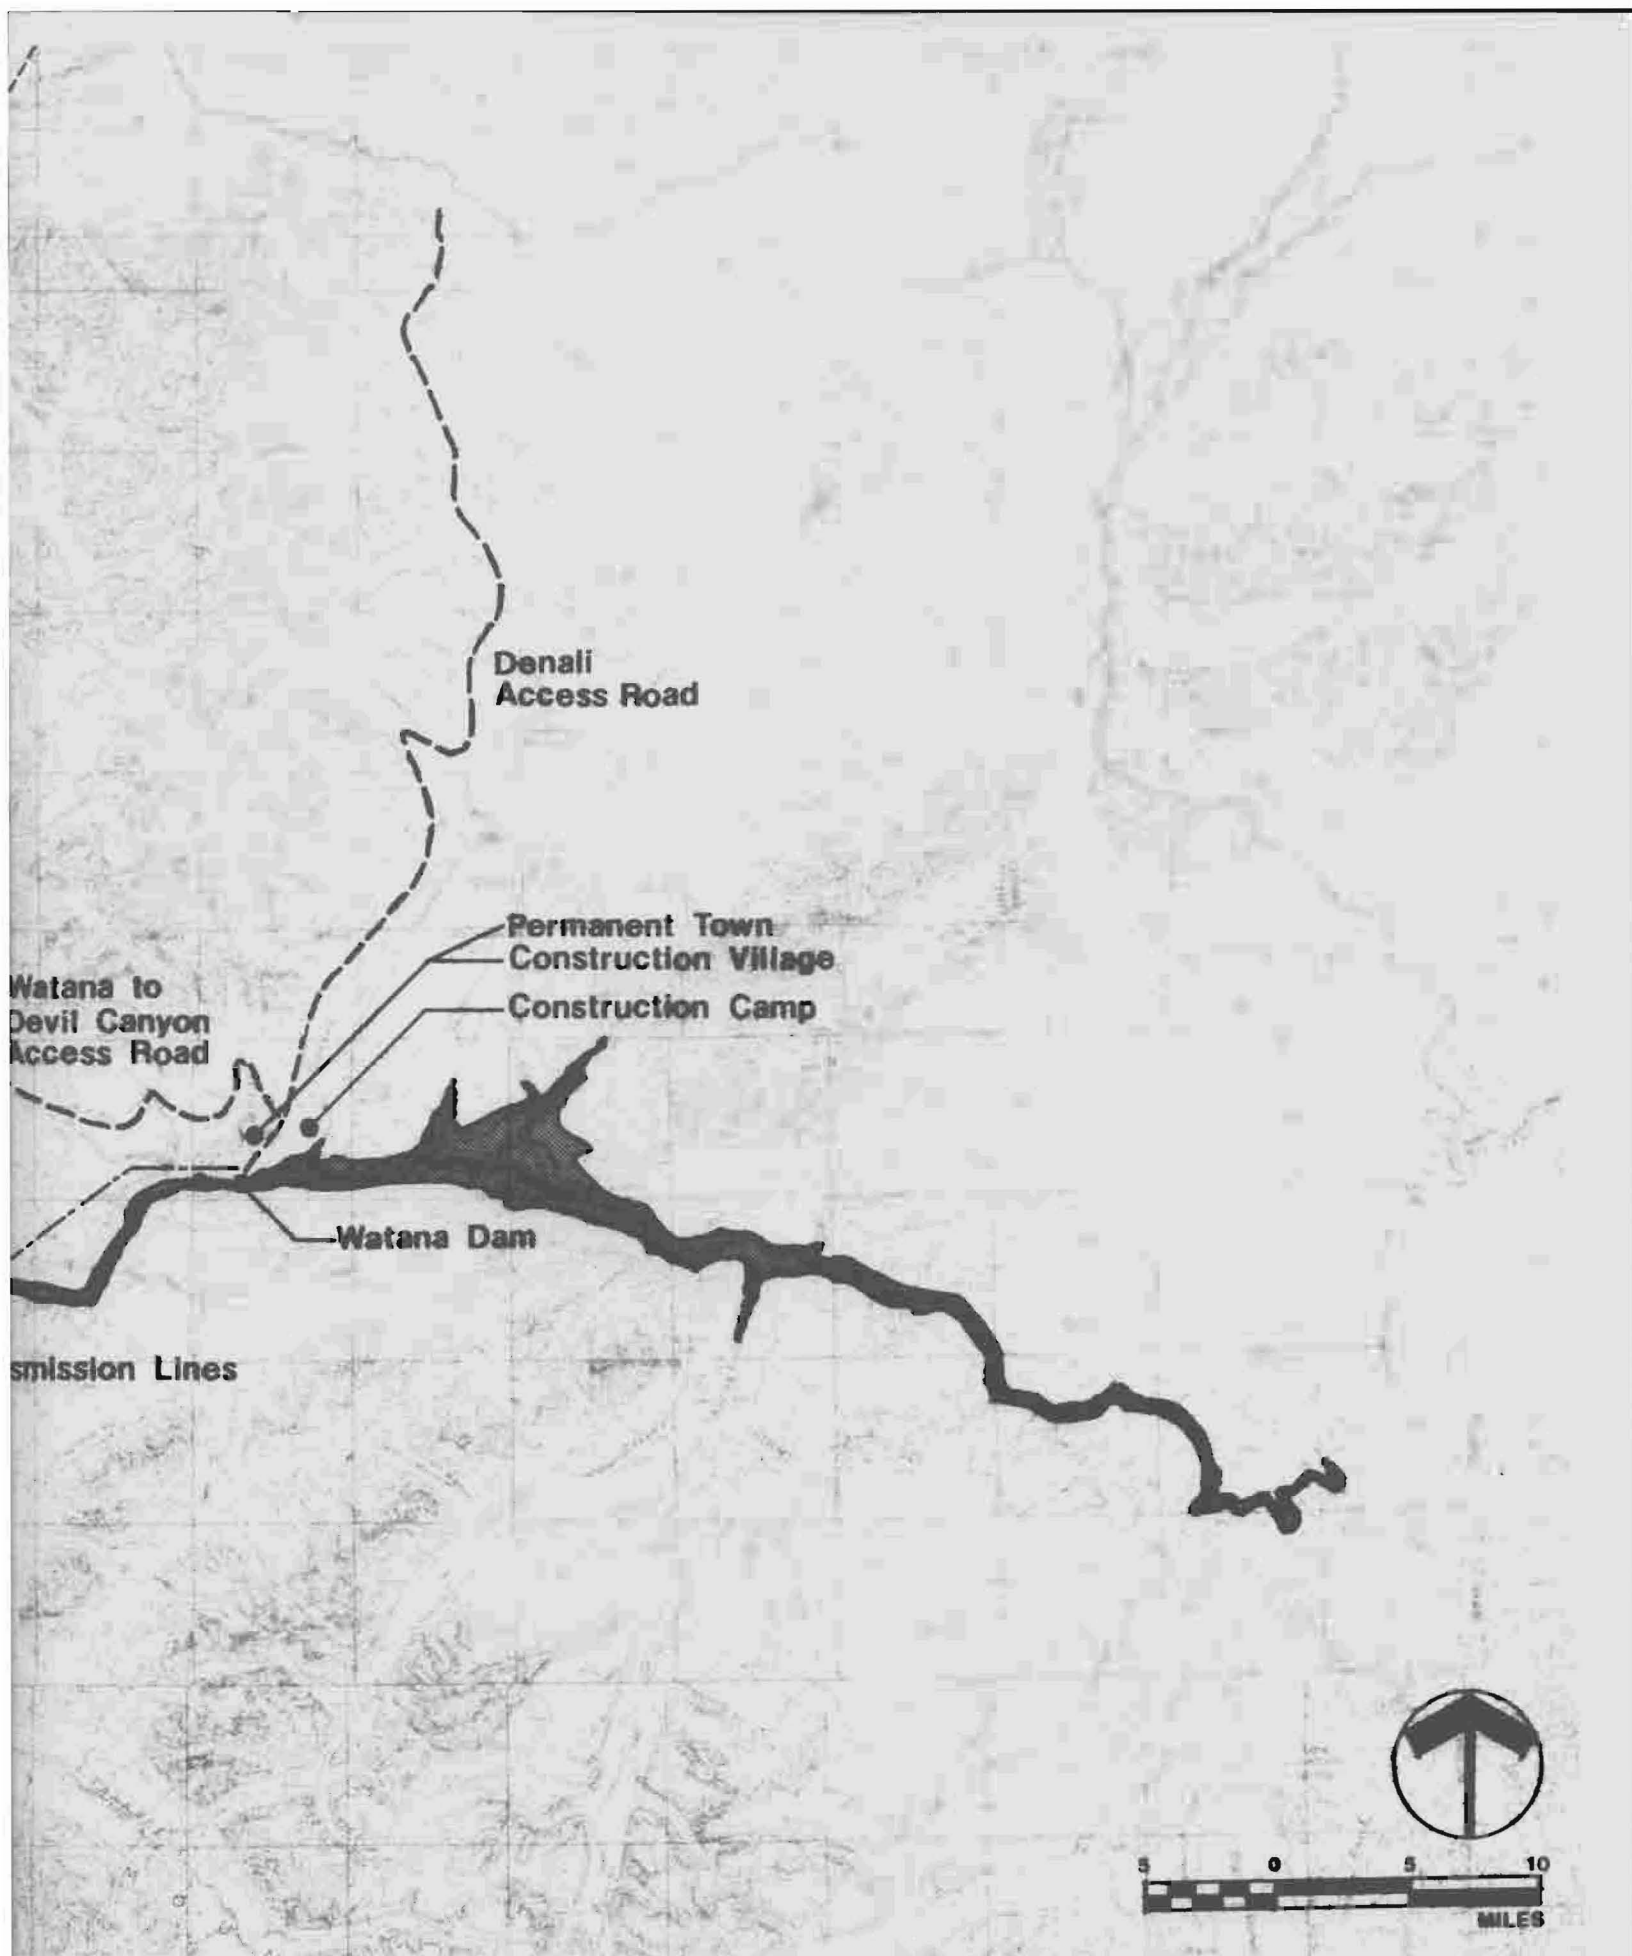 Denali
Access Road
Permanent Town
Construction Village
Construction Camp
Watana to
Devil Canyon
Access Road
Watana Dam
smission Lines
5 0 5 10
MILES